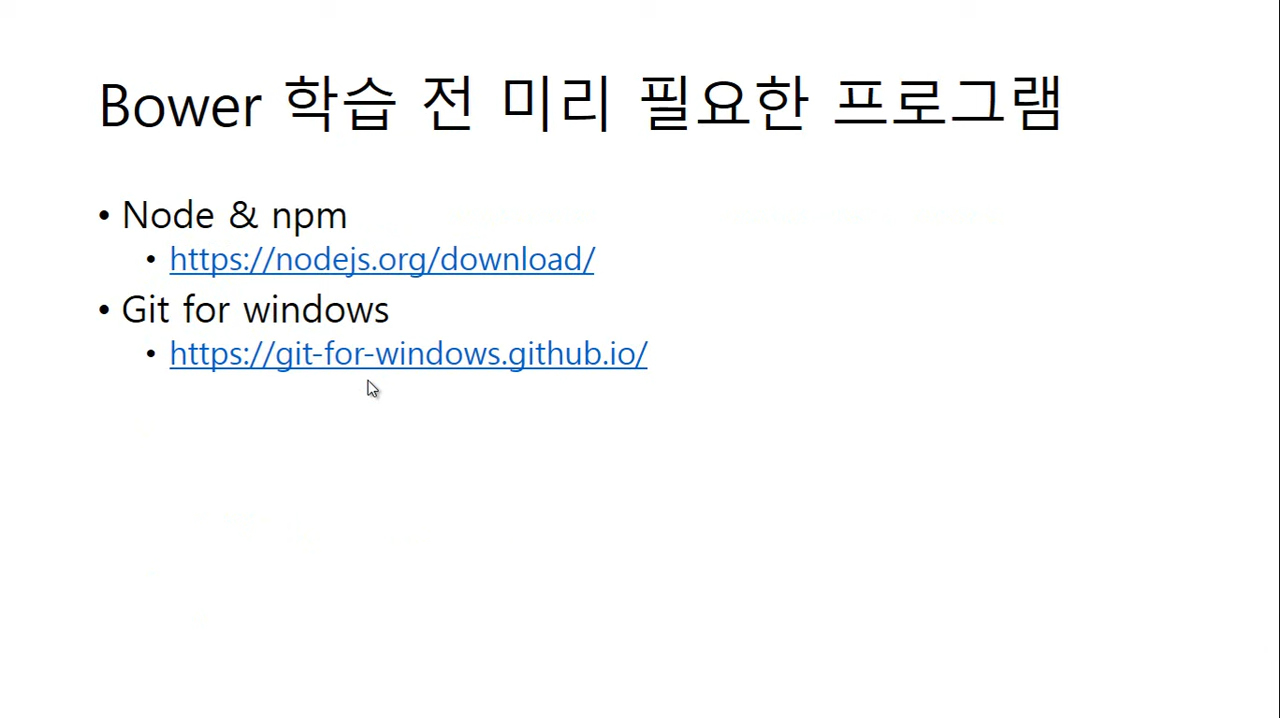 Bower 학습 전 미리 필요한 프로그램
• Node & npm
• https://nodejs.org/download/
• Git for windows
• https://git-for-windows.github.io/